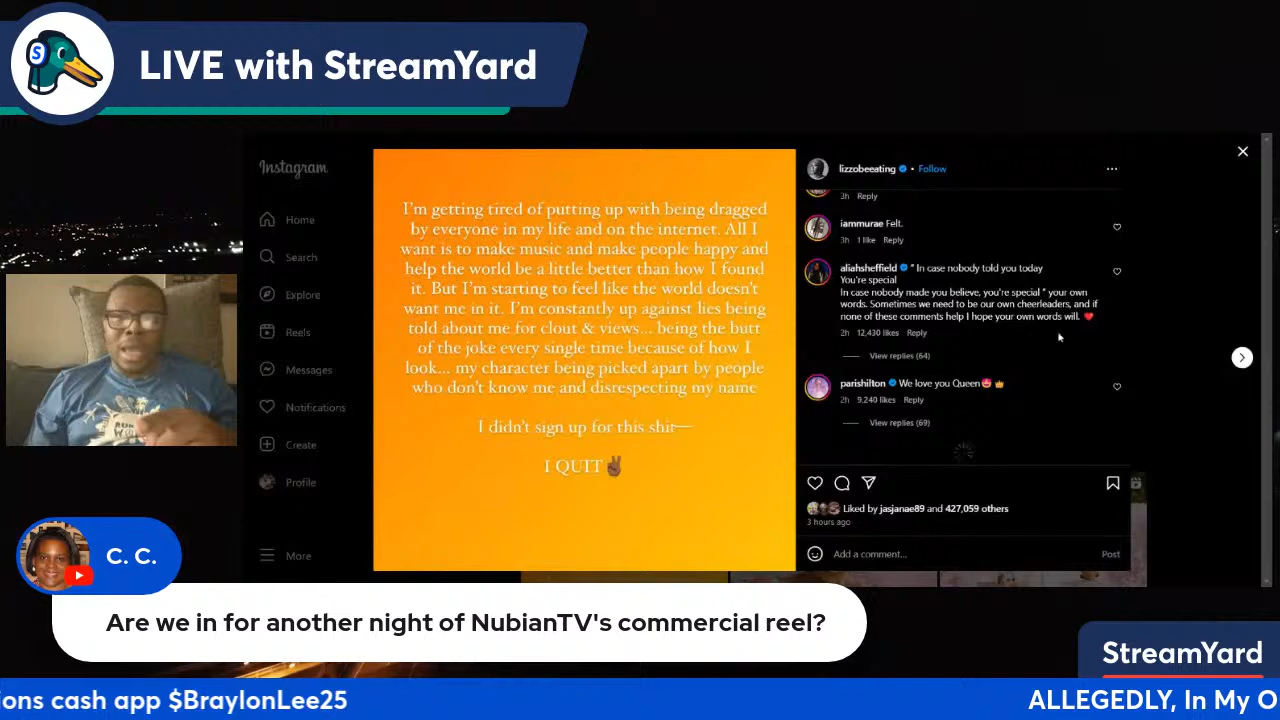 LIVE with StreamYard
Instagram
Home
Search
Explore
Reels
Messages
Notifications
Create
Profile
More
I'm getting tired of putting up with being dragged
by everyone in my life and on the internet. All I
want is to make music and make people happy and
help the world be a little better than how I found
it. But I'm starting to feel like the world doesn't
want me in it. I'm constantly up against lies being
told about me for clout & views... being the butt
of the joke every single time because of how I
look... my character being picked apart by people
who don't know me and disrespecting my name
I didn't sign up for this shit—
I QUIT✌🏾
lizzobeeating • Follow
3h Reply
iammurae Felt.
3h 1 like Reply
aliahsheffield " In case nobody told you today
You're special
In case nobody made you believe, you're special " your own
words. Sometimes we need to be our own cheerleaders, and if
none of these comments help I hope your own words will. ❤️
2h 12,430 likes Reply
View replies (64)
parishilton We love you Queen🤩 👑
2h 9,240 likes Reply
View replies (69)
Liked by jasjanae89 and 427,059 others
3 hours ago
Add a comment... Post
C. C.
Are we in for another night of NubianTV's commercial reel?
StreamYard
ions cash app $BraylonLee25
ALLEGEDLY, In My O